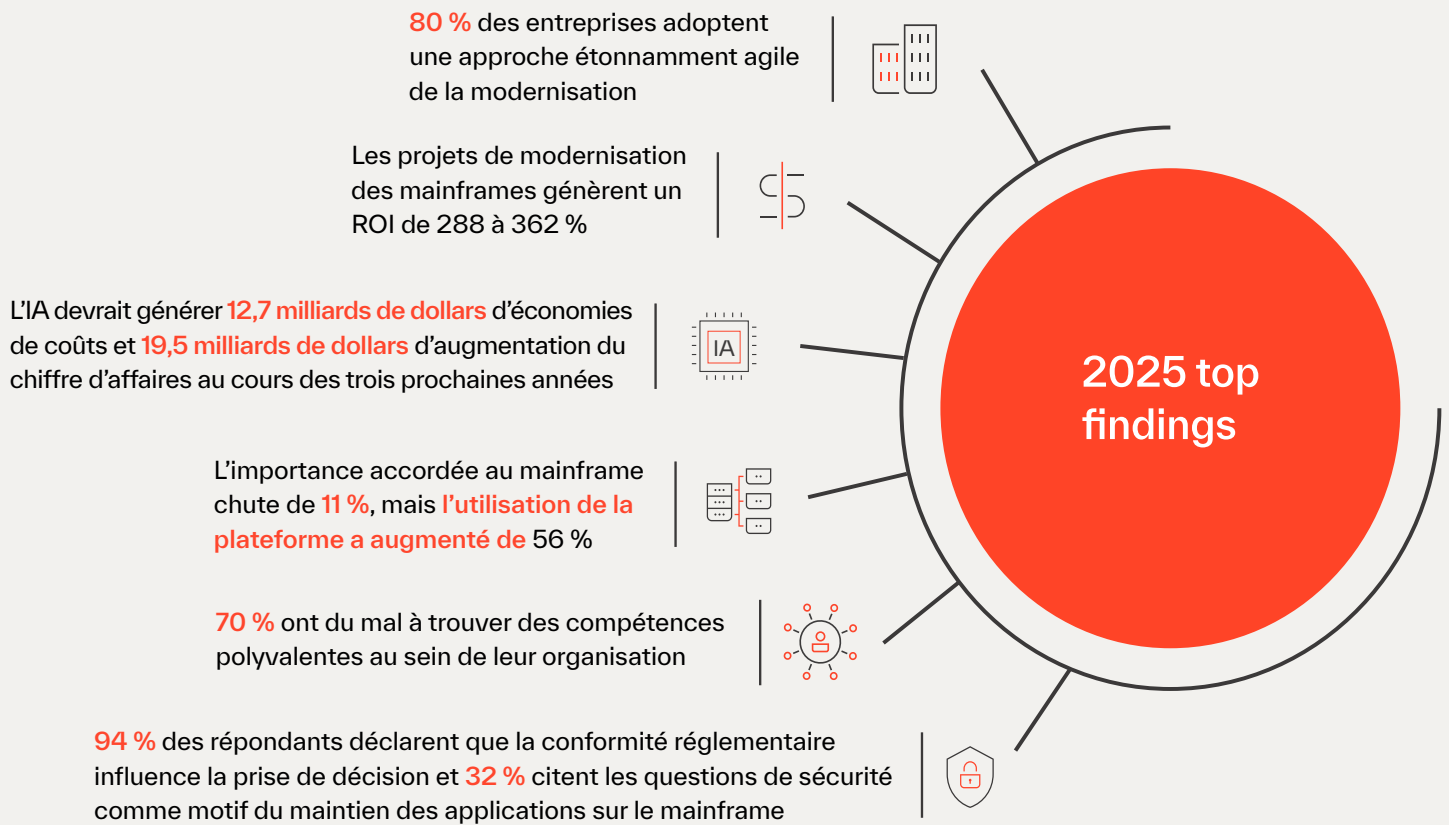 80 % des entreprises adoptent
une approche étonnamment agile
de la modernisation
Les projets de modernisation
des mainframes génèrent un
ROI de 288 à 362 %
L’IA devrait générer 12,7 milliards de dollars d’économies
de coûts et 19,5 milliards de dollars d’augmentation du
chiffre d’affaires au cours des trois prochaines années
IA
L’importance accordée au mainframe
chute de 11 %, mais l’utilisation de la
plateforme a augmenté de 56 %
70 % ont du mal à trouver des compétences
polyvalentes au sein de leur organisation
94 % des répondants déclarent que la conformité réglementaire
influence la prise de décision et 32 % citent les questions de sécurité
comme motif du maintien des applications sur le mainframe
2025 top
findings